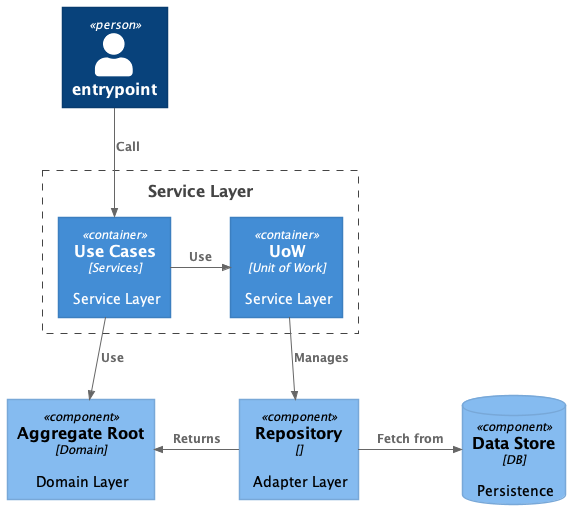 «person»
entrypoint
Call
Service Layer
«container»
Use Cases
[Services]
Service Layer
Use
«container»
UoW
[Unit of Work]
Service Layer
Use
Manages
«component»
Aggregate Root
[Domain]
Domain Layer
Returns
«component»
Repository
[]
Adapter Layer
Fetch from
«component»
Data Store
[DB]
Persistence